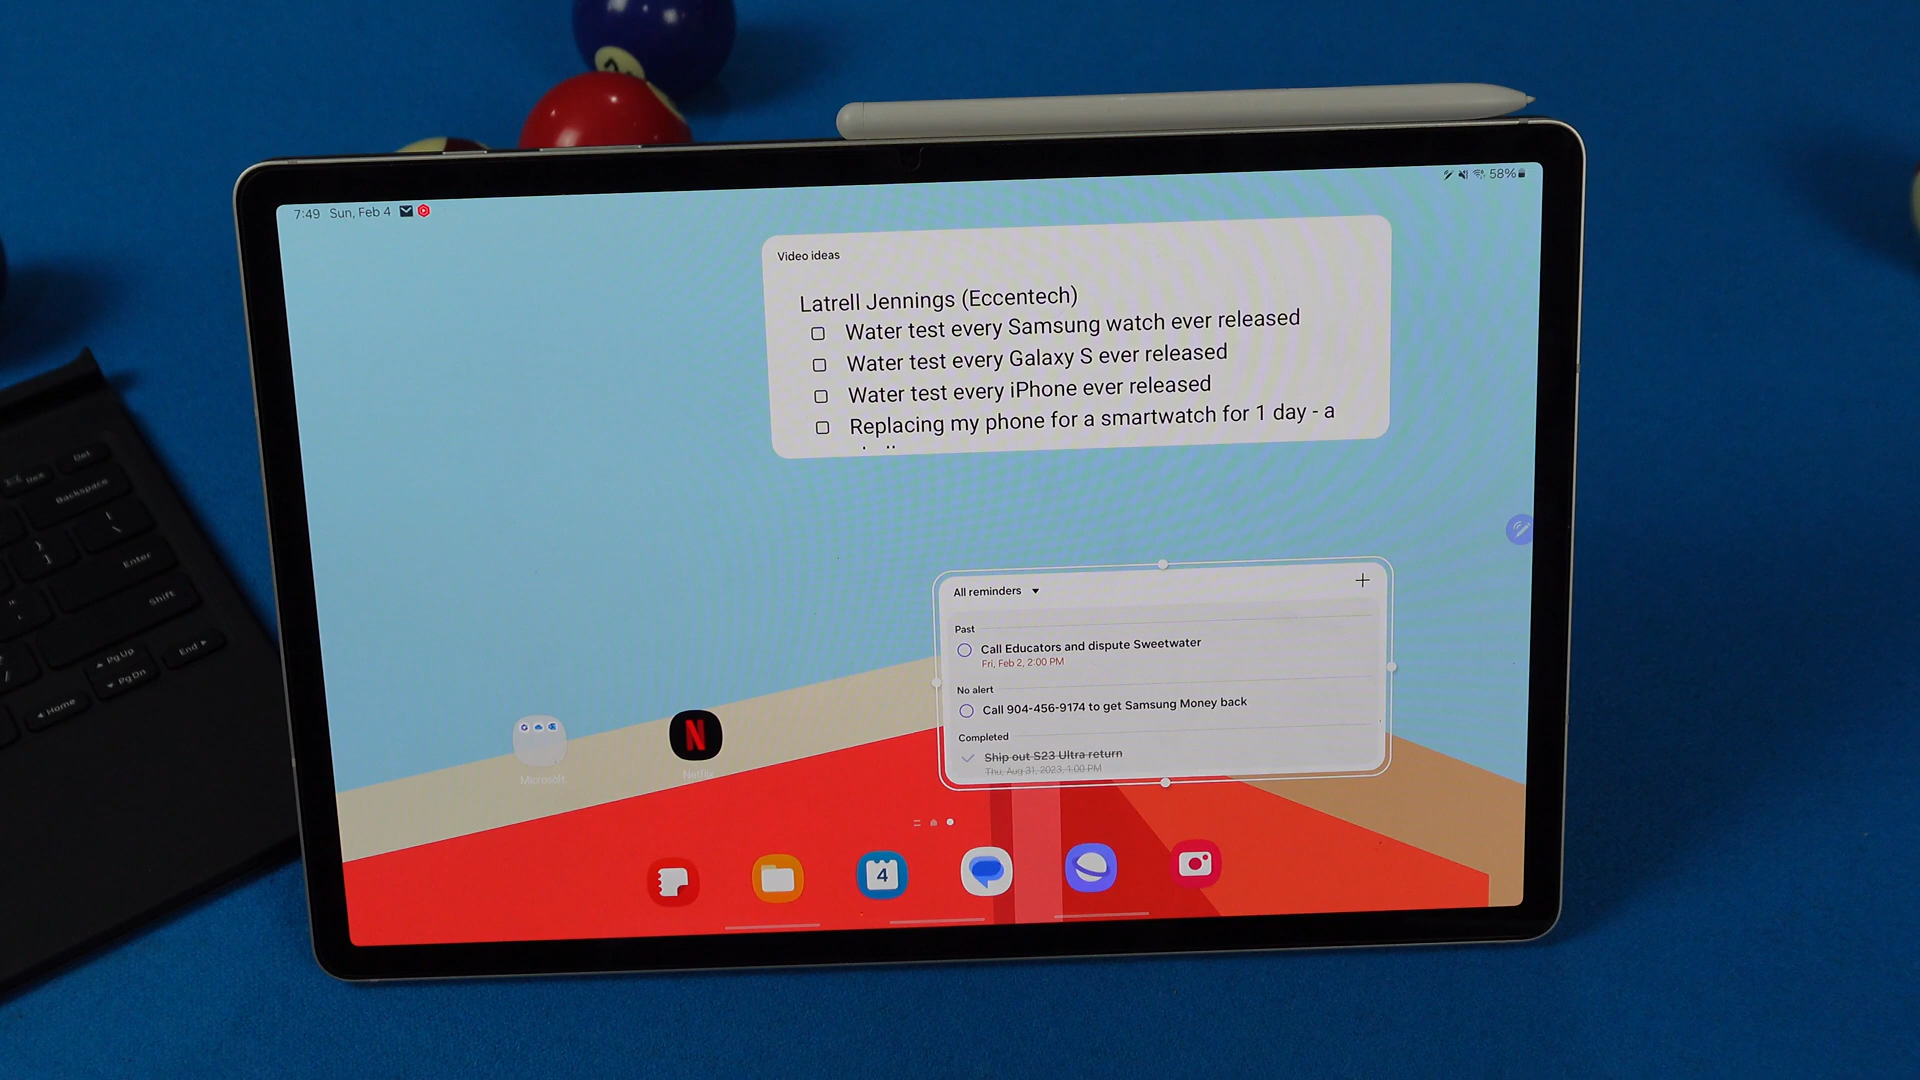 7:49 Sun, Feb 4
58%
Video ideas
Latrell Jennings (Eccentech)
Water test every Samsung watch ever released
Water test every Galaxy S ever released
Water test every iPhone ever released
Replacing my phone for a smartwatch for 1 day - a
All reminders
Past
Call Educators and dispute Sweetwater
Fri, Feb 2, 2:00 PM
No alert
Call 904-456-9174 to get Samsung Money back
Completed
Ship out S23 Ultra return
Thu, Aug 31, 2023, 1:00 PM
Microsoft
N
Netflix
4
Del
Dex
Backspace
Enter
Shift
PgUp
End
PgDn
Home